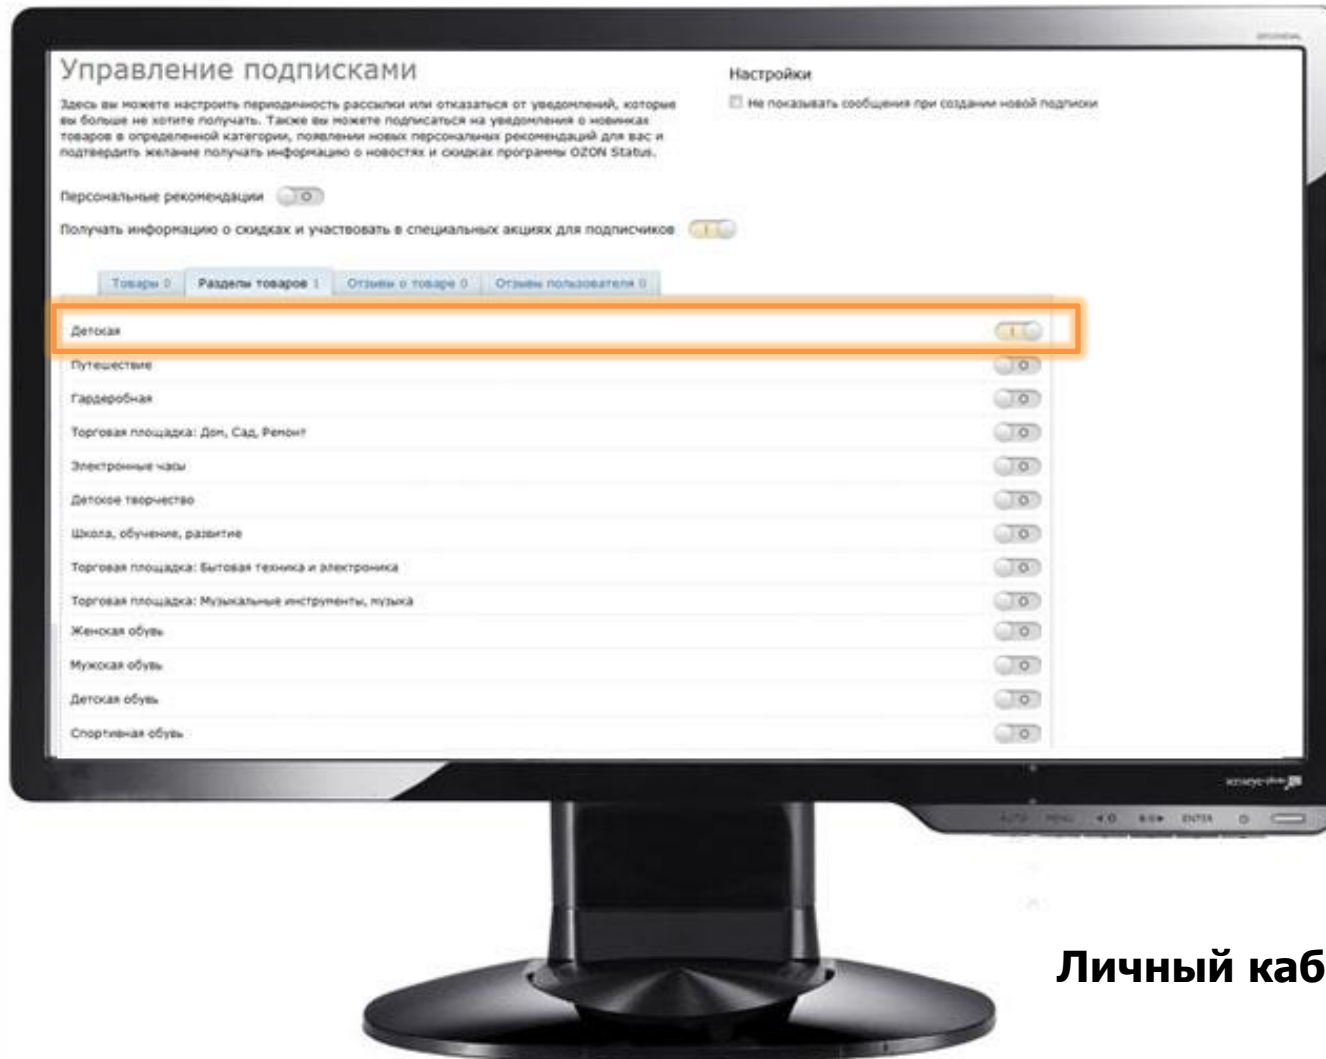 Управление подписками
Здесь вы можете настроить периодичность рассылки или отказаться от уведомлений, которые
вы больше не хотите получать. Также вы можете подписаться на уведомления о новинках
товаров в определенной категории, появлении новых персональных рекомендаций для вас и
подтвердить желание получать информацию о новостях и скидках программы OZON Status.
Настройки
Не показывать сообщения при создании новой подписки
Персональные рекомендации
Получать информацию о скидках и участвовать в специальных акциях для подписчиков
Товары 0 Разделы товаров 1 Отзывы о товаре 0 Отзывы пользователя 0
Детская
Путешествие
Гардеробная
Торговая площадка: Дом, Сад, Ремонт
Электронные часы
Детское творчество
Школа, обучение, развитие
Торговая площадка: Бытовая техника и электроника
Торговая площадка: Музыкальные инструменты, музыка
Женская обувь
Мужская обувь
Детская обувь
Спортивная обувь
AUTO MENU ENTER
Личный каб